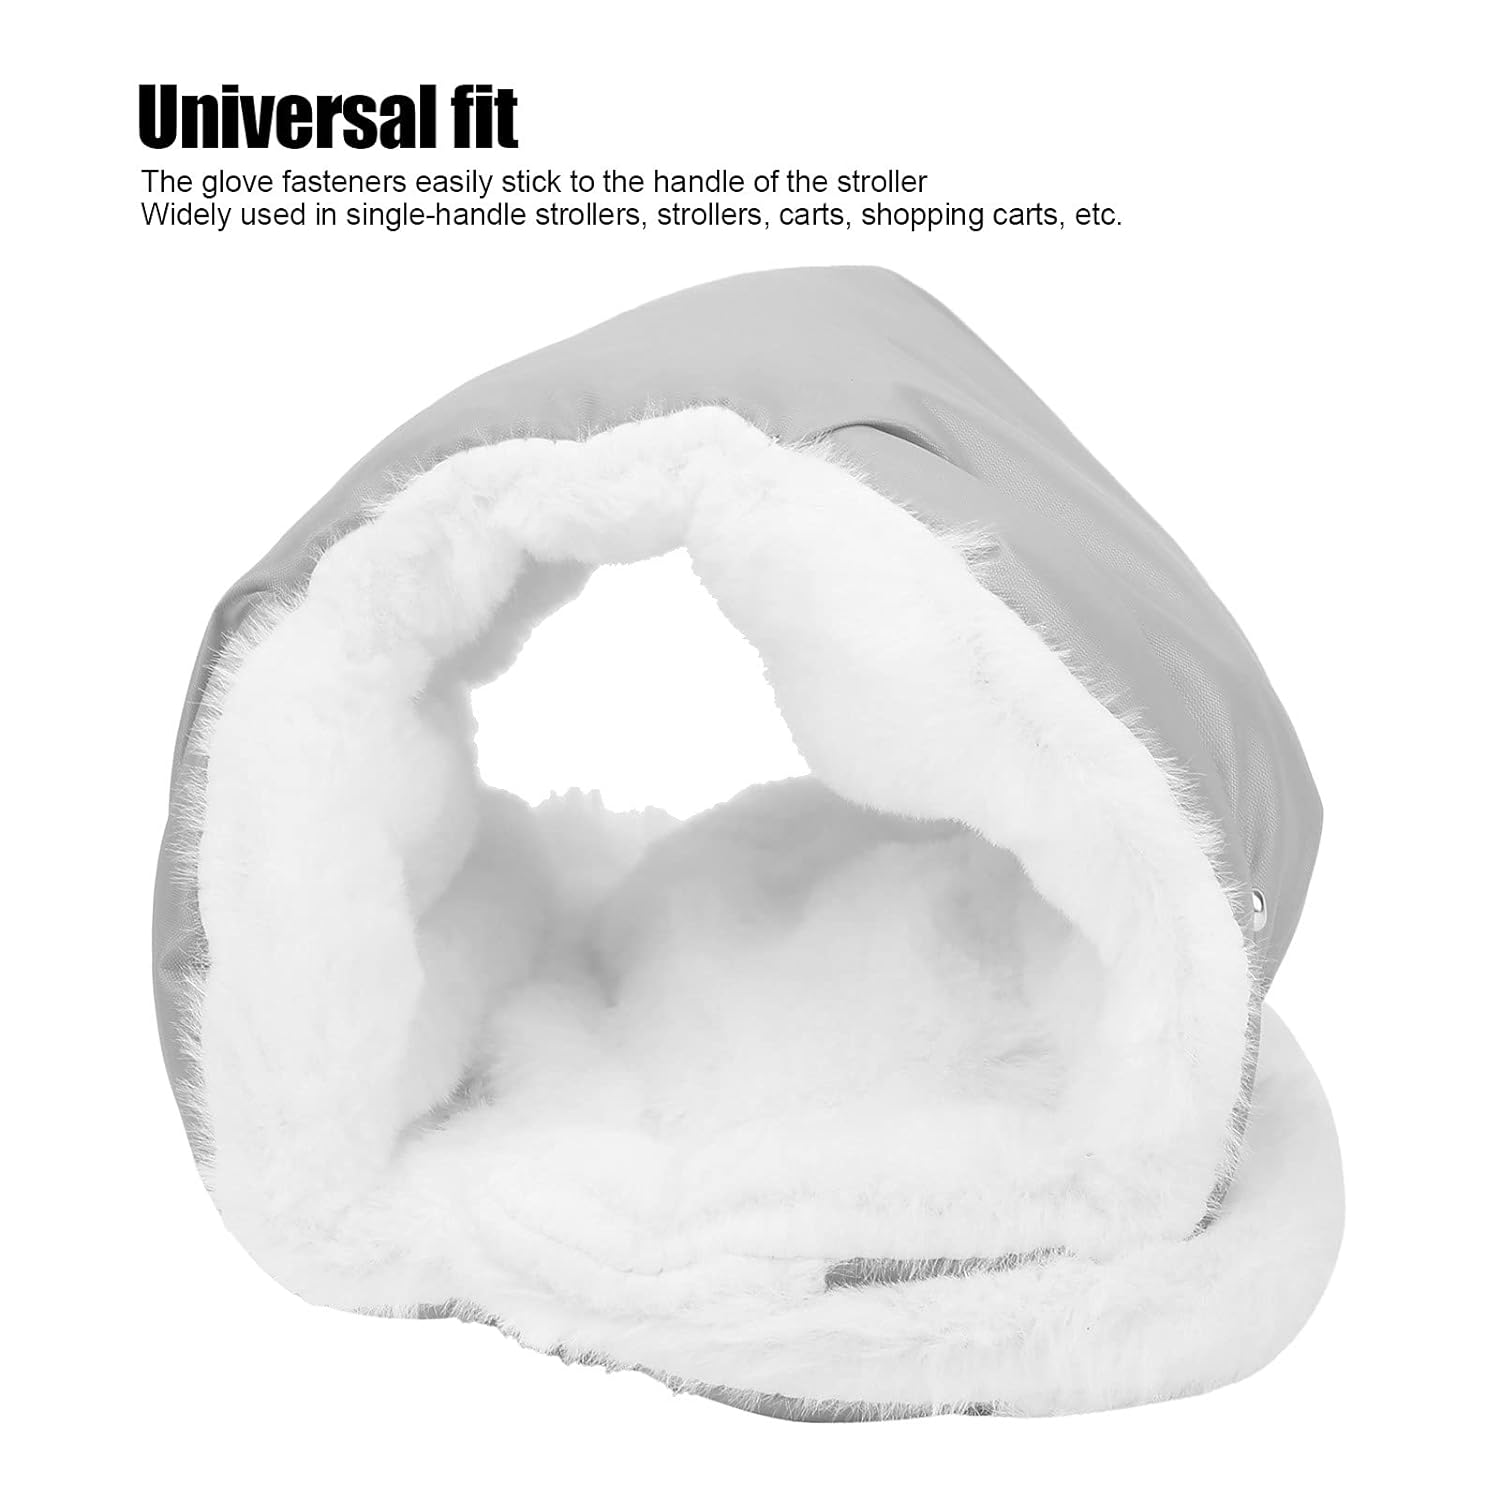 Universal fit
The glove fasteners easily stick to the handle of the stroller
Widely used in single-handle strollers, strollers, carts, shopping carts, etc.